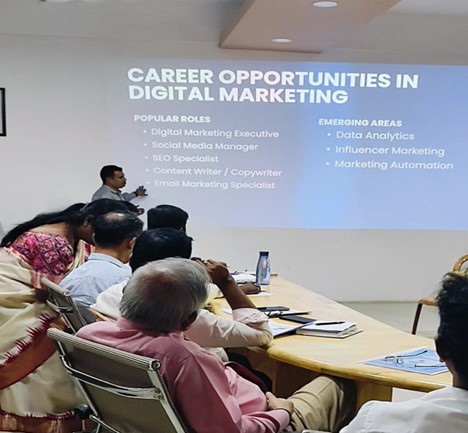 CAREER OPPORTUNITIES IN
DIGITAL MARKETING
POPULAR ROLES
• Digital Marketing Executive
• Social Media Manager
• SEO Specialist
• Content Writer / Copywriter
• Email Marketing Specialist
EMERGING AREAS
• Data Analytics
• Influencer Marketing
• Marketing Automation